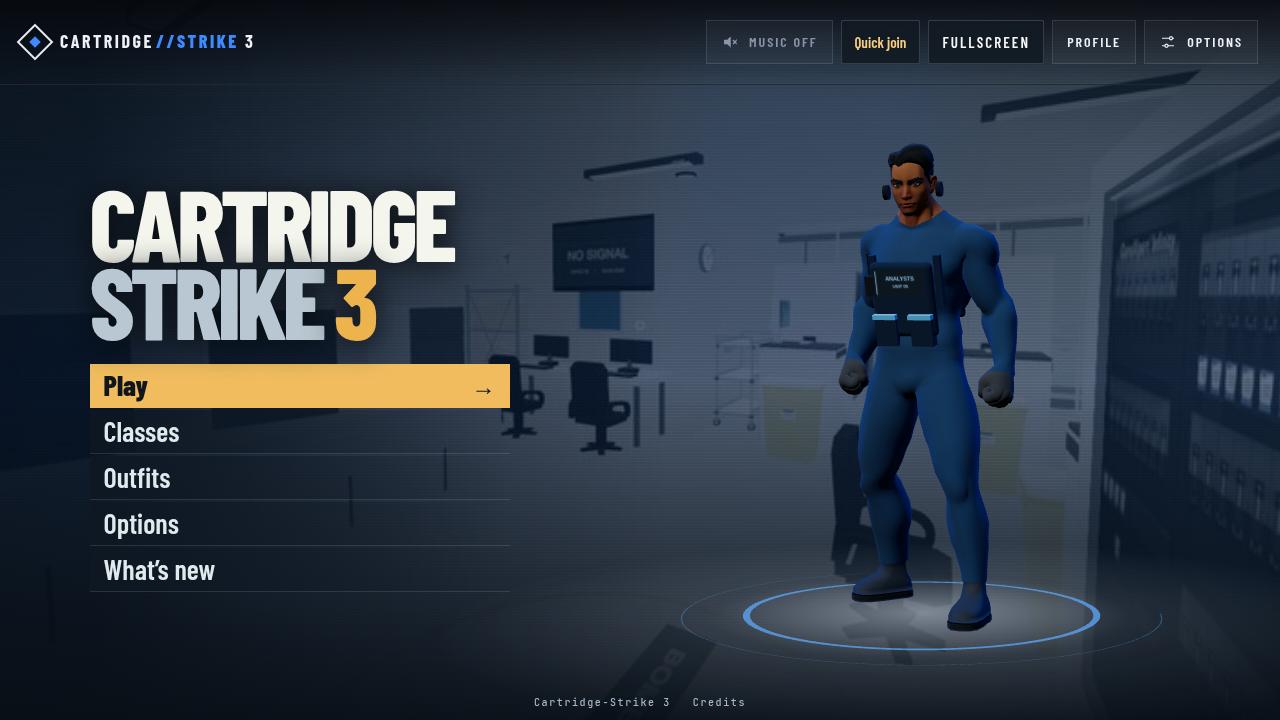 CARTRIDGE//STRIKE 3
MUSIC OFF
Quick join
FULLSCREEN
PROFILE
OPTIONS
CARTRIDGE
STRIKE 3
NO SIGNAL
ANALYSTS
Play →
Classes
Outfits
Options
What's new
Cartridge-Strike 3 Credits